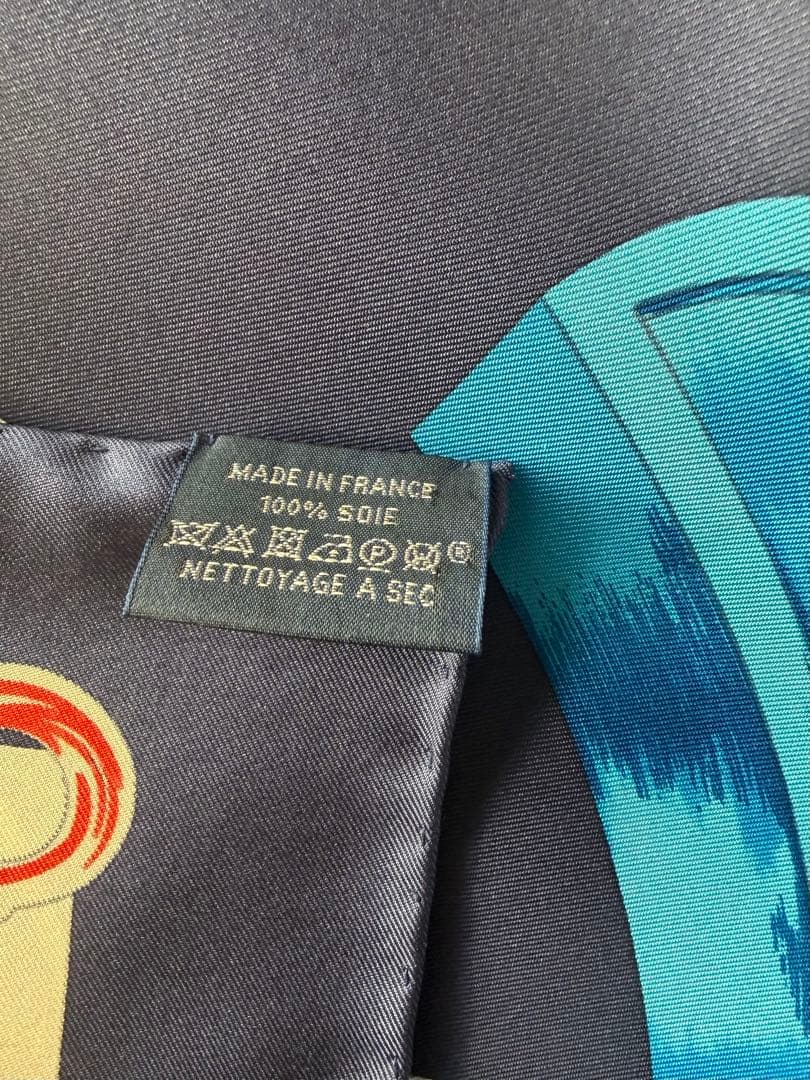 MADE IN FRANCE
100% SOIE
P ®
NETTOYAGE A SEC